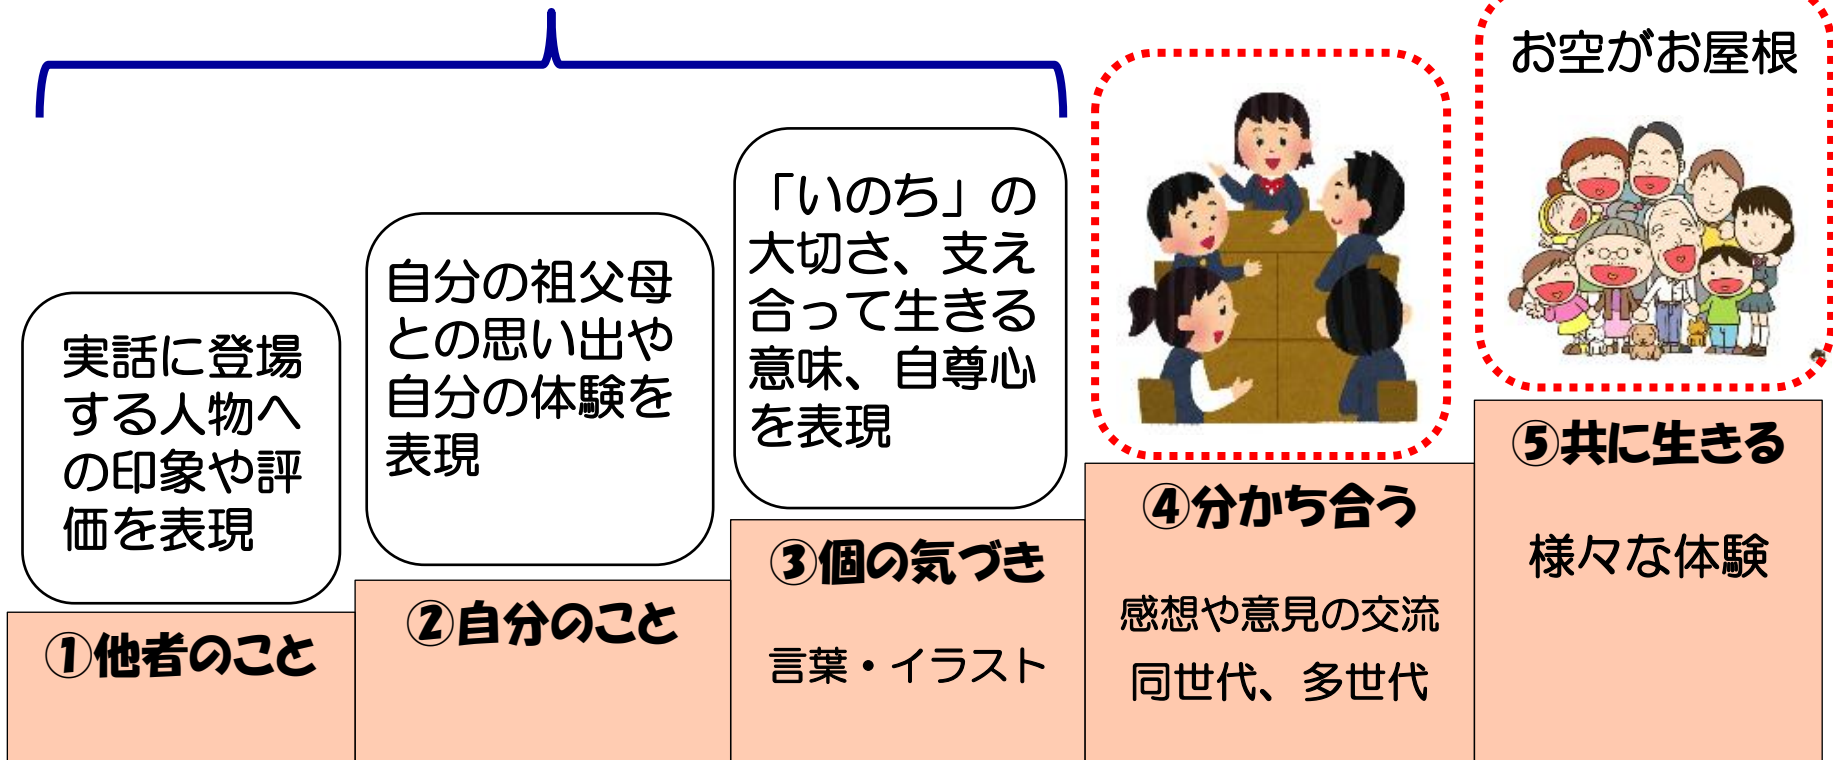 実話に登場
する人物へ
の印象や評
価を表現
①他者のこと
自分の祖父母
との思い出や
自分の体験を
表現
②自分のこと
「いのち」の
大切さ、支え
合って生きる
意味、自尊心
を表現
③個の気づき
言葉・イラスト
④分かち合う
感想や意見の交流
同世代、多世代
お空がお屋根
⑤共に生きる
様々な体験